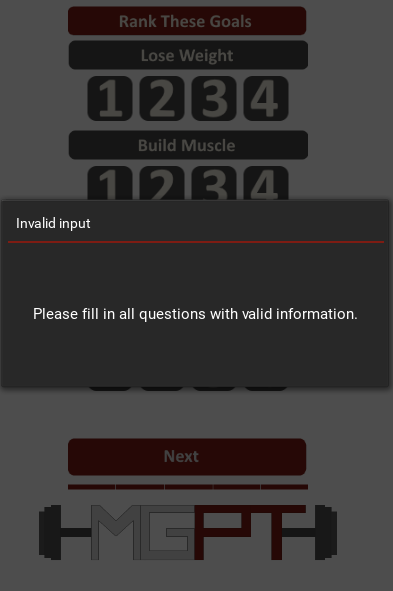 Rank These Goals
Lose Weight
1 2 3 4
Build Muscle
1 2 3 4
Invalid input
Please fill in all questions with valid information.
Next
MGPT